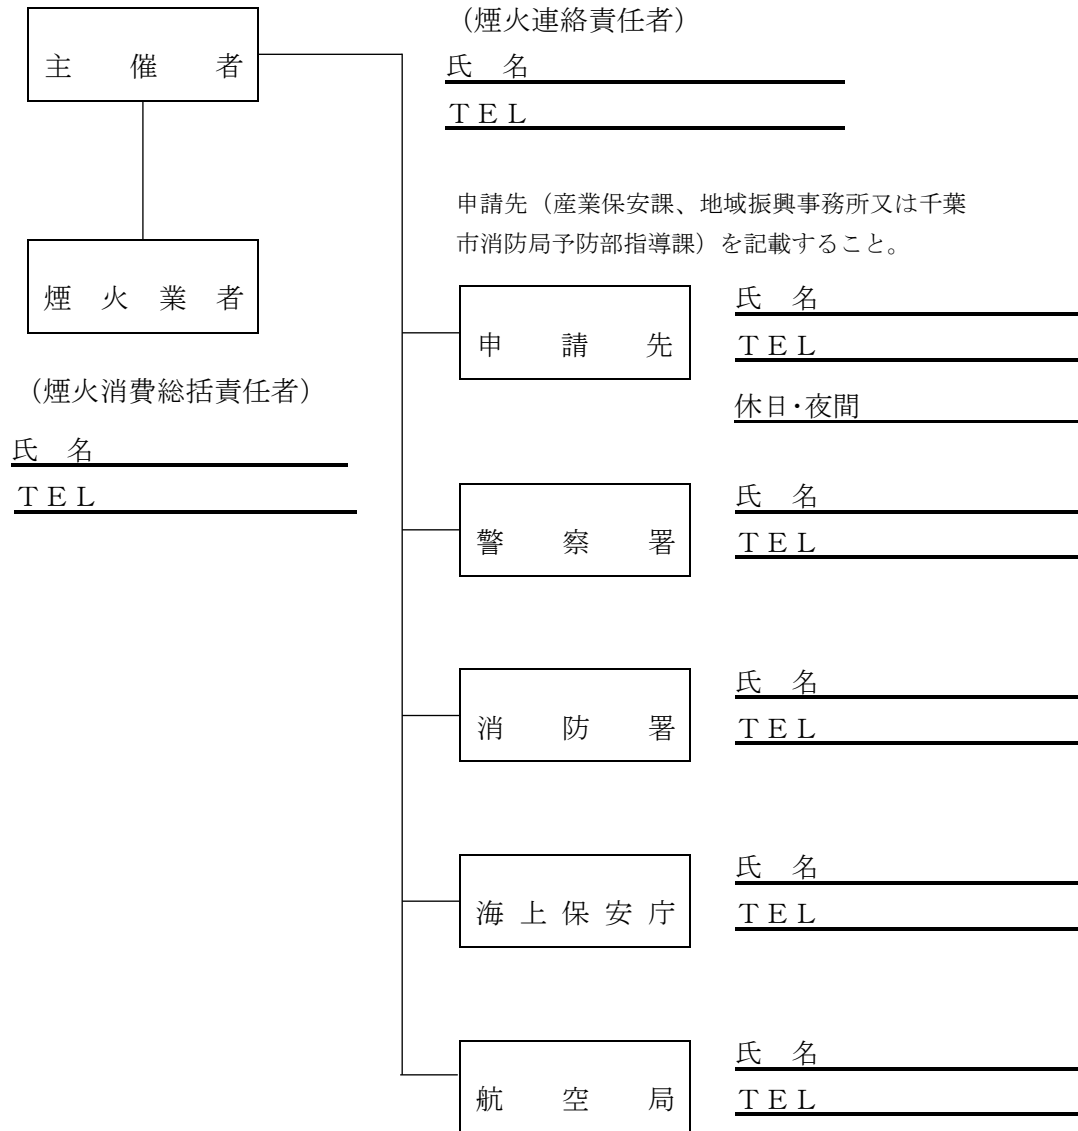 主催者
（煙火連絡責任者）
氏 名
ＴＥＬ
煙火業者
（煙火消費総括責任者）
氏 名
ＴＥＬ
申請先（産業保安課、地域振興事務所又は千葉
市消防局予防部指導課）を記載すること。
申請先
氏 名
ＴＥＬ
休日･夜間
警察署
氏 名
ＴＥＬ
消防署
氏 名
ＴＥＬ
海上保安庁
氏 名
ＴＥＬ
航空局
氏 名
ＴＥＬ